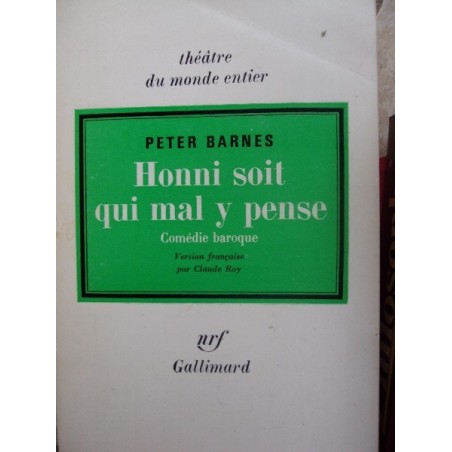 théâtre
du monde entier
PETER BARNES
Honni soit
qui mal y pense
Comédie baroque
Version française
par Claude Roy
nrf
Gallimard